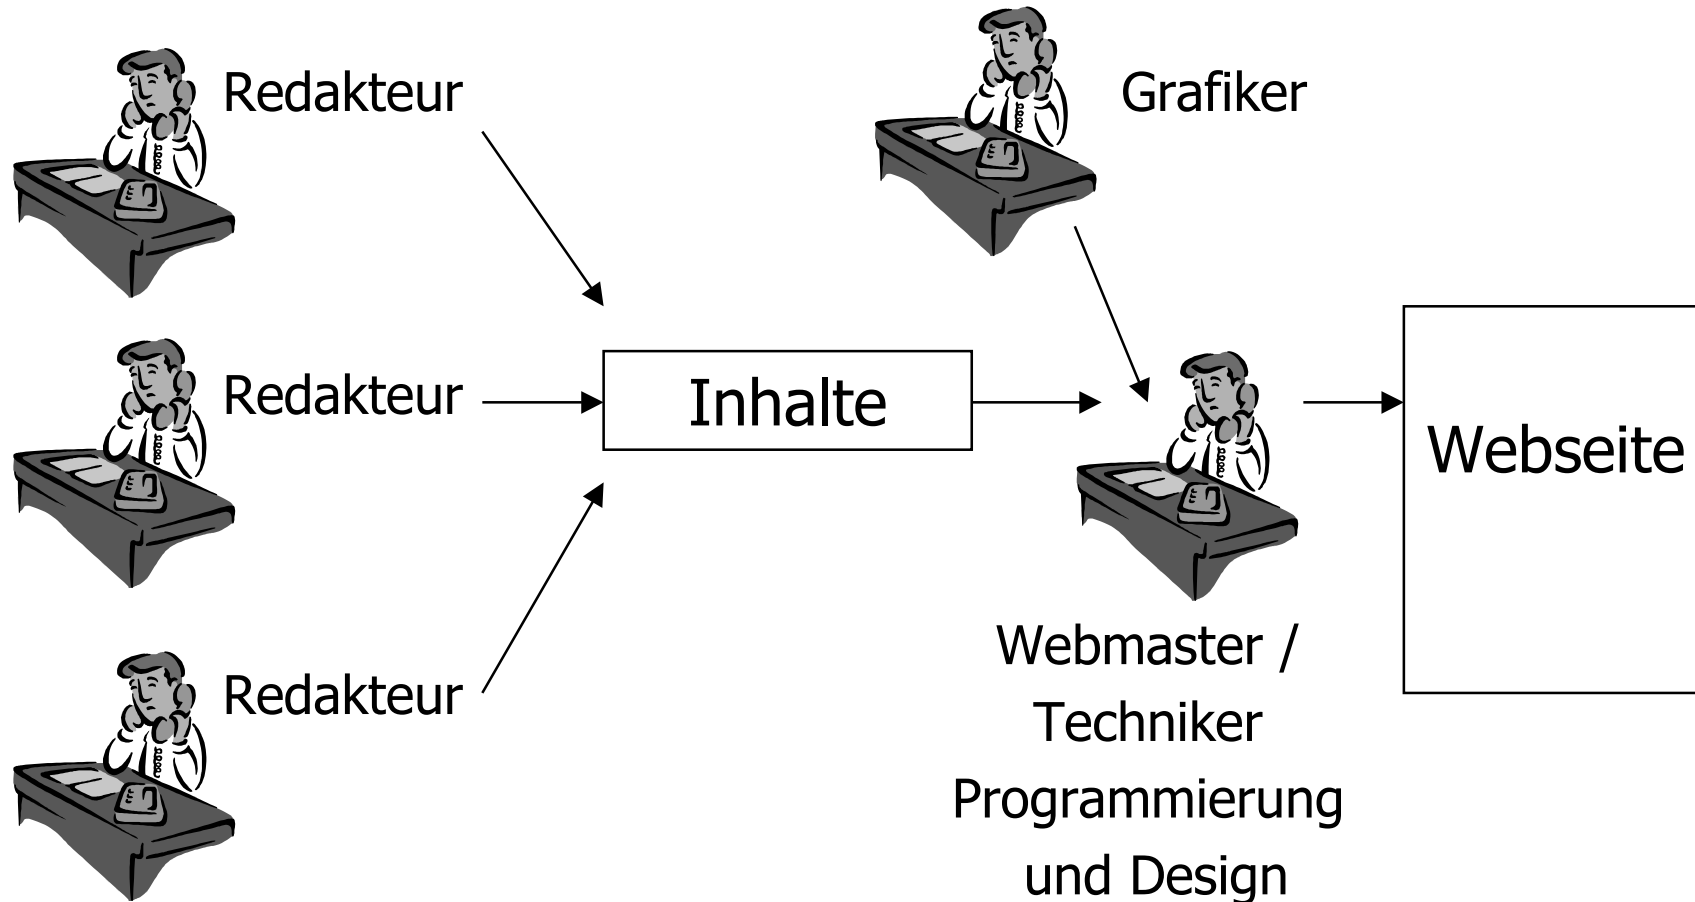 Redakteur
Grafiker
Redakteur
Inhalte
Webseite
Redakteur
Webmaster /
Techniker
Programmierung
und Design